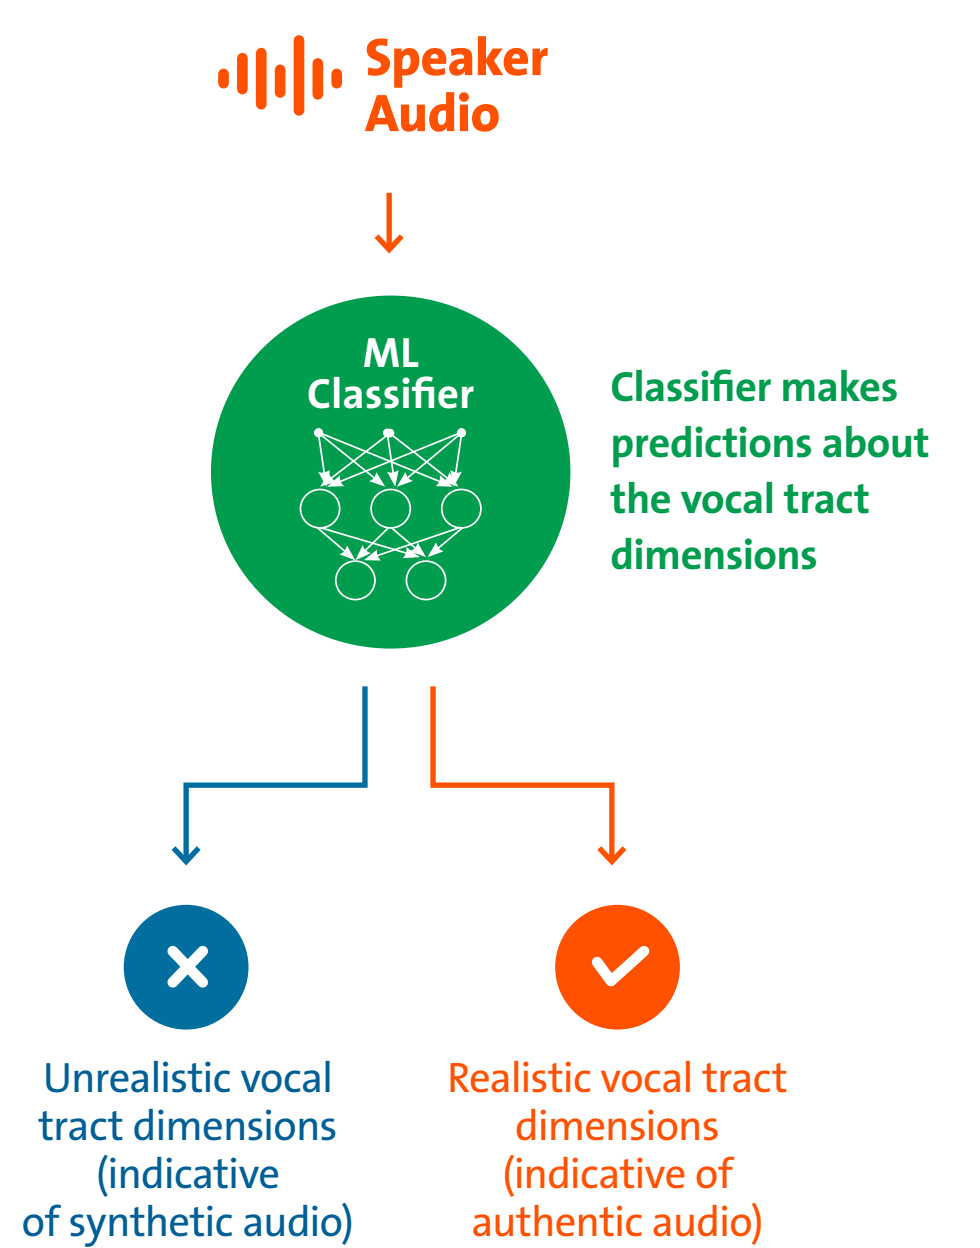 Speaker
Audio
ML
Classifier
Classifier makes
predictions about
the vocal tract
dimensions
Unrealistic vocal
tract dimensions
(indicative
of synthetic audio)
Realistic vocal tract
dimensions
(indicative of
authentic audio)